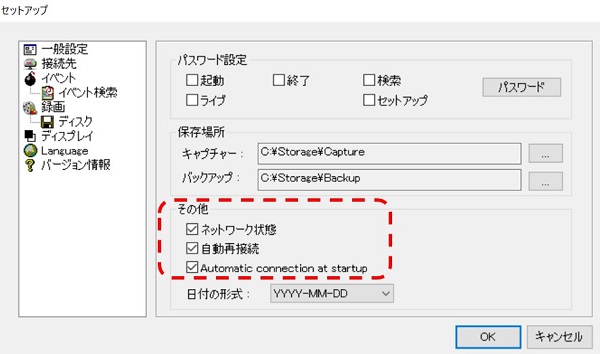 セットアップ
一般設定
接続先
イベント
イベント検索
録画
ディスク
ディスプレイ
Language
バージョン情報
パスワード設定
起動 終了 検索
ライブ セットアップ
パスワード
保存場所
キャプチャー： C:¥Storage¥Capture ...
バックアップ： C:¥Storage¥Backup ...
その他
ネットワーク状態
自動再接続
Automatic connection at startup
日付の形式： YYYY-MM-DD
OK キャンセル